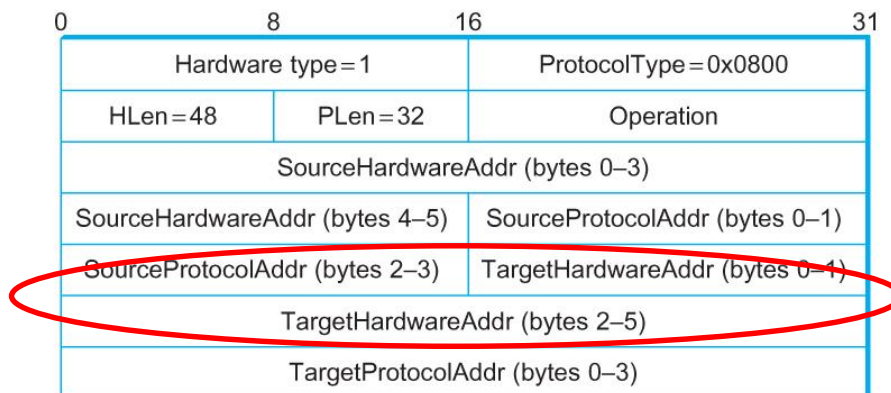 0 8 16 31
Hardware type=1 ProtocolType=0x0800
HLen=48 PLen=32 Operation
SourceHardwareAddr (bytes 0–3)
SourceHardwareAddr (bytes 4–5) SourceProtocolAddr (bytes 0–1)
SourceProtocolAddr (bytes 2–3) TargetHardwareAddr (bytes 0–1)
TargetHardwareAddr (bytes 2–5)
TargetProtocolAddr (bytes 0–3)